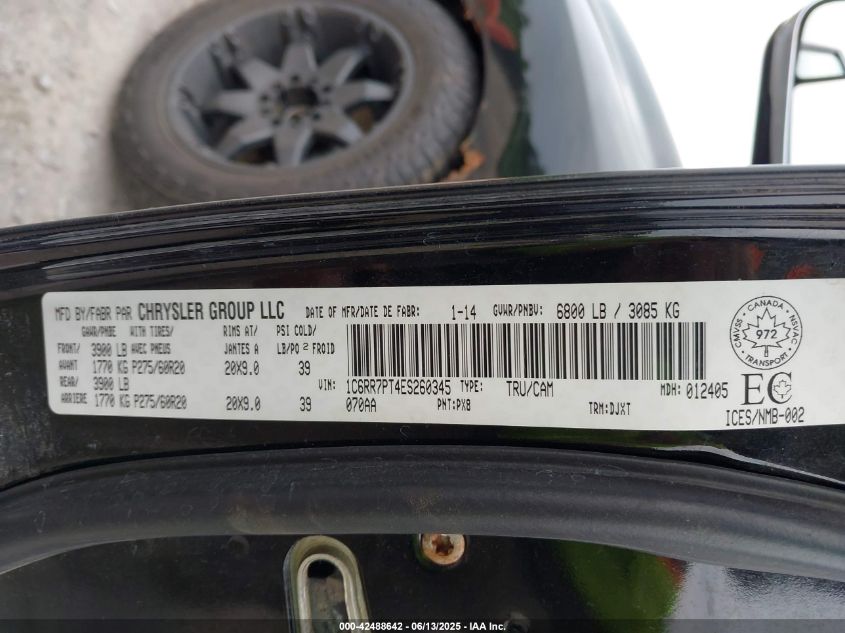 MFD BY/FABR PAR CHRYSLER GROUP LLC DATE OF MFR/DATE DE FABR: 1-14 GVWR/PNBV: 6800 LB / 3085 KG
GAWR/PNBE WITH TIRES/ RIMS AT/ PSI COLD/
FRONT/ 3900 LB AVEC PNEUS JANTES A LB/PO2 FROID
AVANT 1770 KG P275/60R20 20X9.0 39
REAR/ 3900 LB
ARRIERE 1770 KG P275/60R20 20X9.0 39
VIN: 1C6RR7PT4ES260345 TYPE: TRU/CAM MDH: 012405
070AA PNT:PX8 TRM:DJXT
CANADA
CMVSS 972 NSVAC
TRANSPORT
EC
ICES/NMB-002
000-42488642 - 06/13/2025 - IAA Inc.